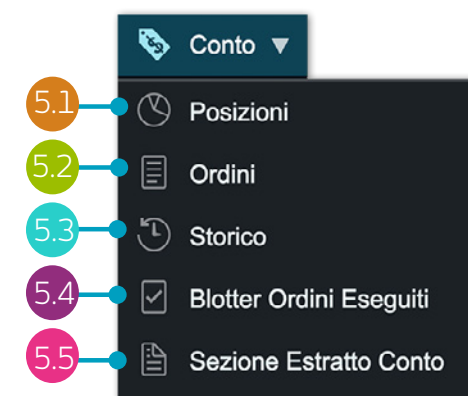 Conto ▼
5.1 Posizioni
5.2 Ordini
5.3 Storico
5.4 Blotter Ordini Eseguiti
5.5 Sezione Estratto Conto